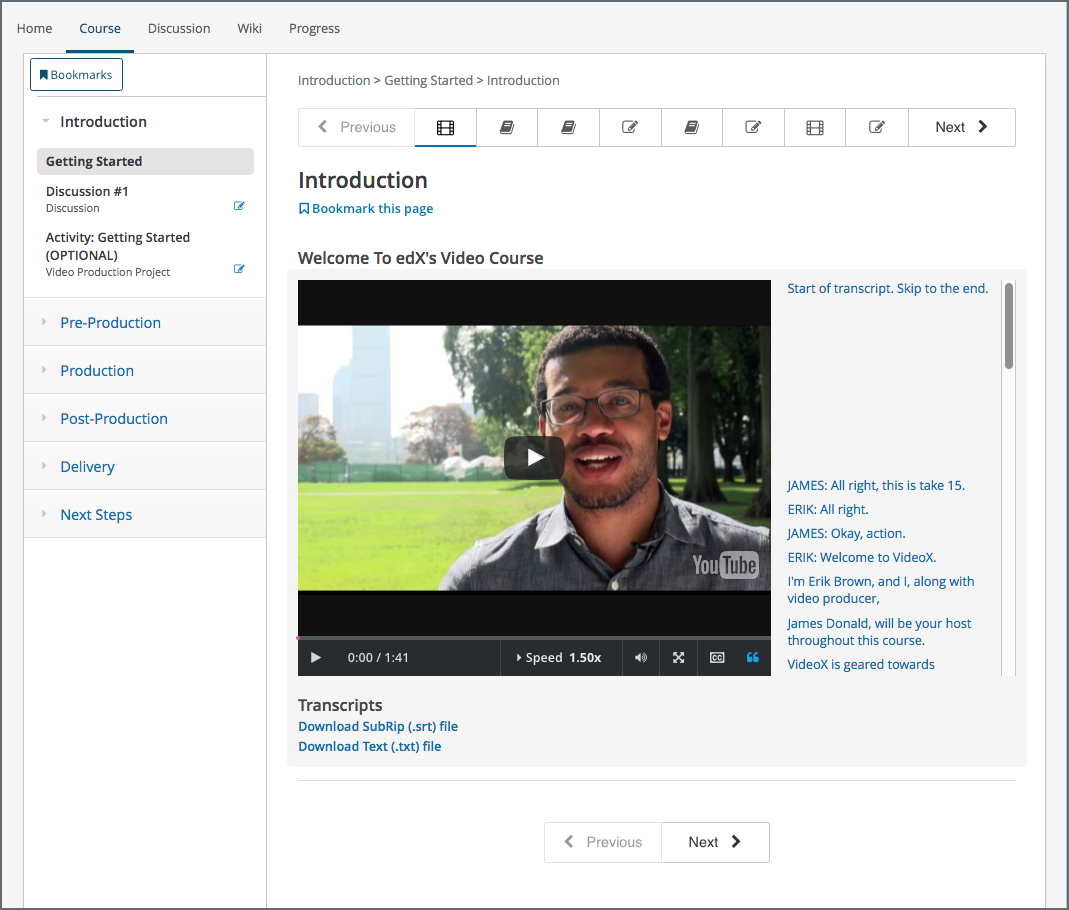 Home Course Discussion Wiki Progress
Bookmarks
Introduction
Getting Started
Discussion #1
Discussion
Activity: Getting Started
(OPTIONAL)
Video Production Project
Pre-Production
Production
Post-Production
Delivery
Next Steps
Introduction > Getting Started > Introduction
Previous Next
Introduction
Bookmark this page
Welcome To edX's Video Course
YouTube
0:00 / 1:41 Speed 1.50x CC
Start of transcript. Skip to the end.
JAMES: All right, this is take 15.
ERIK: All right.
JAMES: Okay, action.
ERIK: Welcome to VideoX.
I'm Erik Brown, and I, along with
video producer,
James Donald, will be your host
throughout this course.
VideoX is geared towards
Transcripts
Download SubRip (.srt) file
Download Text (.txt) file
Previous Next